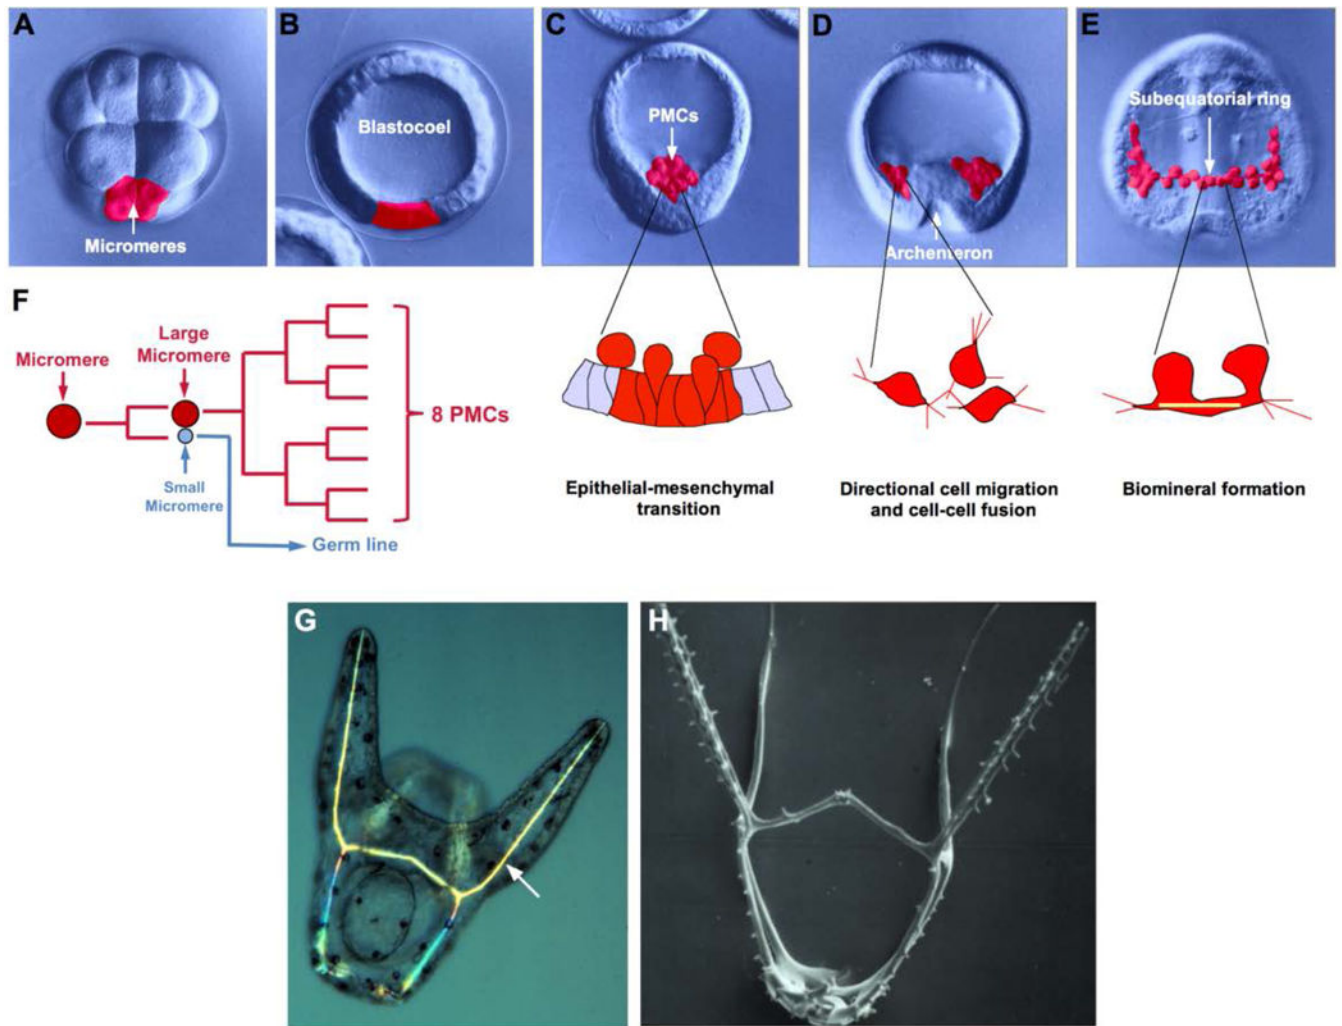 A
B
C
D
E
Micromeres
Blastocoel
PMCs
Archenteron
Subequatorial ring
F
Micromere
Large
Micromere
Small
Micromere
8 PMCs
Germ line
Epithelial-mesenchymal
transition
Directional cell migration
and cell-cell fusion
Biomineral formation
G
H